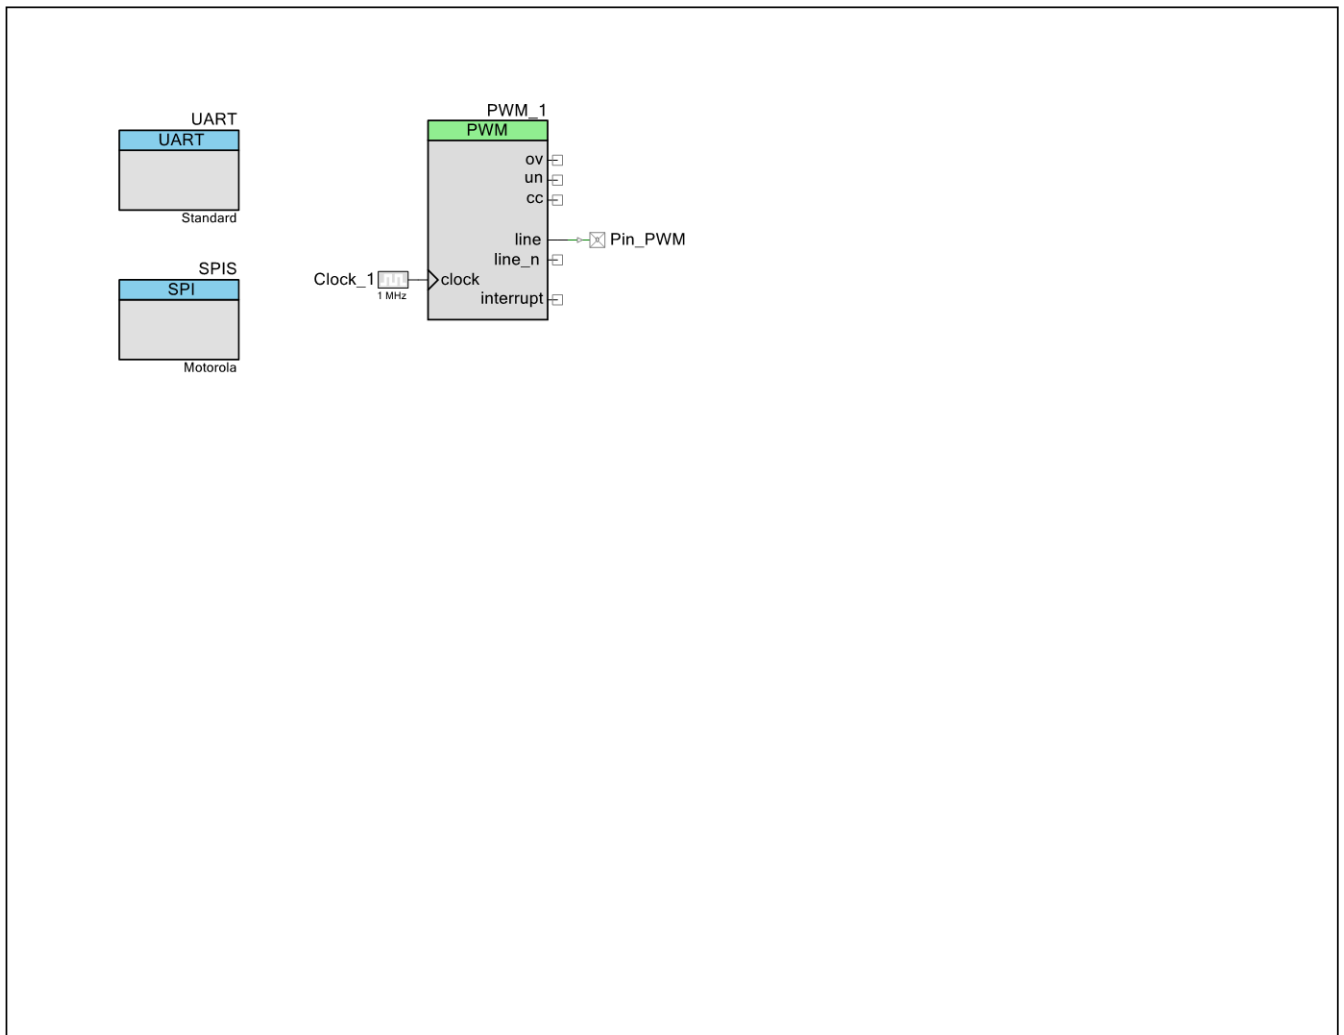 UART
UART
Standard
SPIS
SPI
Motorola
PWM_1
PWM
ov
un
cc
line
Pin_PWM
line_n
Clock_1
1 MHz
clock
interrupt